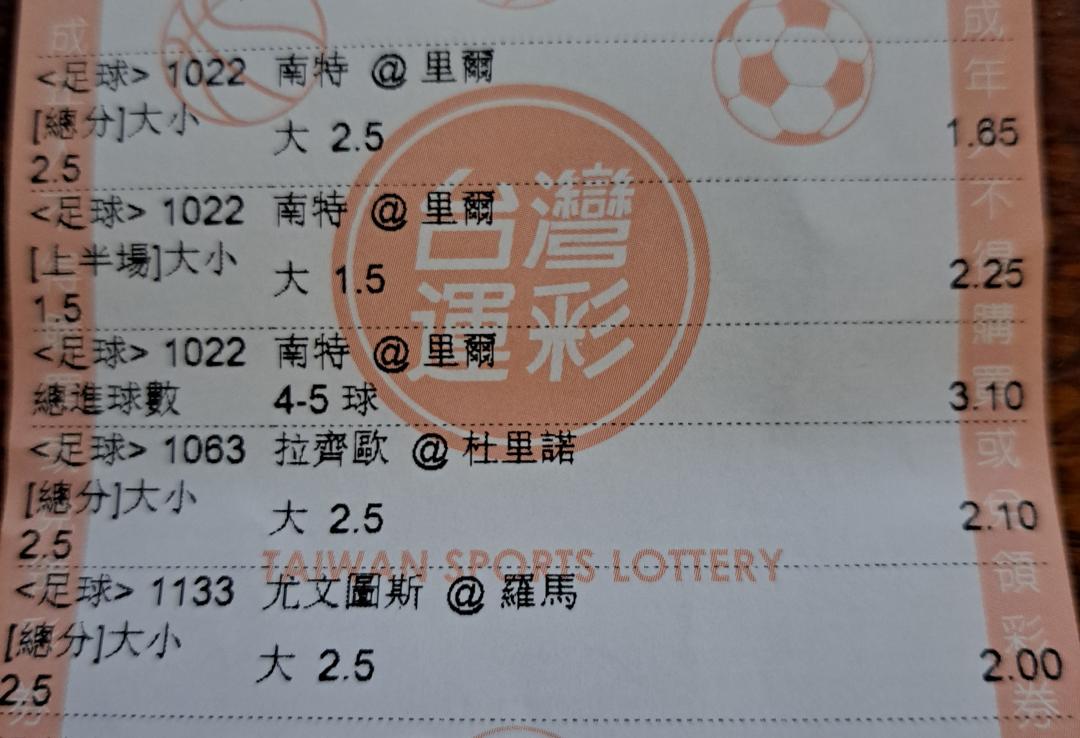 <足球> 1022 南特 @ 里爾
[總分]大小 大 2.5 1.65
2.5
<足球> 1022 南特 @ 里爾
[上半場]大小 大 1.5 2.25
1.5
<足球> 1022 南特 @ 里爾
總進球數 4-5 球 3.10
<足球> 1063 拉齊歐 @ 杜里諾
[總分]大小 大 2.5 2.10
2.5
<足球> 1133 尤文圖斯 @ 羅馬
[總分]大小 大 2.5 2.00
2.5
台灣
運彩
TAIWAN SPORTS LOTTERY
成年人不得購買或兌領彩券